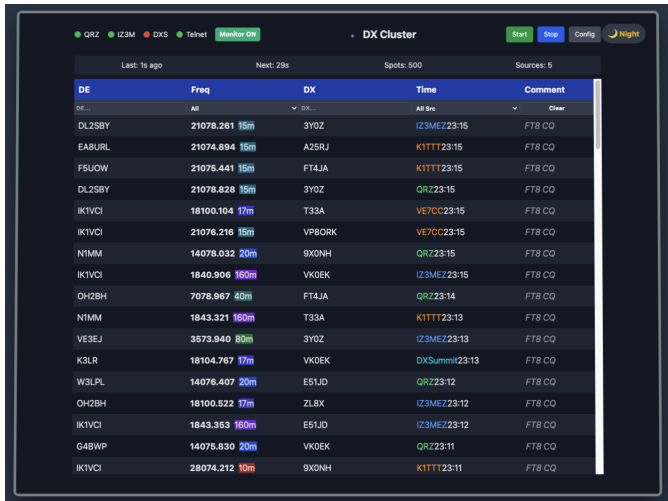 QRZ IZ3M DXS Telnet Monitor ON DX Cluster Start Stop Config 🌙 Night
Last: 1s ago Next: 29s Spots: 500 Sources: 5
DE Freq DX Time Comment
DE... All DX... All Src Clear
DL2SBY 21078.261 15m 3Y0Z IZ3MEZ23:15 FT8 CQ
EA8URL 21074.894 15m A25RJ K1TTT23:15 FT8 CQ
F5UOW 21075.441 15m FT4JA K1TTT23:15 FT8 CQ
DL2SBY 21078.828 15m 3Y0Z QRZ23:15 FT8 CQ
IK1VCI 18100.104 17m T33A VE7CC23:15 FT8 CQ
IK1VCI 21076.216 15m VP8ORK VE7CC23:15 FT8 CQ
N1MM 14078.032 20m 9X0NH QRZ23:15 FT8 CQ
IK1VCI 1840.906 160m VK0EK IZ3MEZ23:15 FT8 CQ
OH2BH 7078.967 40m FT4JA QRZ23:14 FT8 CQ
N1MM 1843.321 160m T33A K1TTT23:13 FT8 CQ
VE3EJ 3573.940 80m 3Y0Z IZ3MEZ23:13 FT8 CQ
K3LR 18104.767 17m VK0EK DXSummit23:13 FT8 CQ
W3LPL 14076.407 20m E51JD QRZ23:12 FT8 CQ
OH2BH 18100.522 17m ZL8X IZ3MEZ23:12 FT8 CQ
IK1VCI 1843.353 160m E51JD IZ3MEZ23:12 FT8 CQ
G4BWP 14075.830 20m VK0EK QRZ23:11 FT8 CQ
IK1VCI 28074.212 10m 9X0NH K1TTT23:11 FT8 CQ